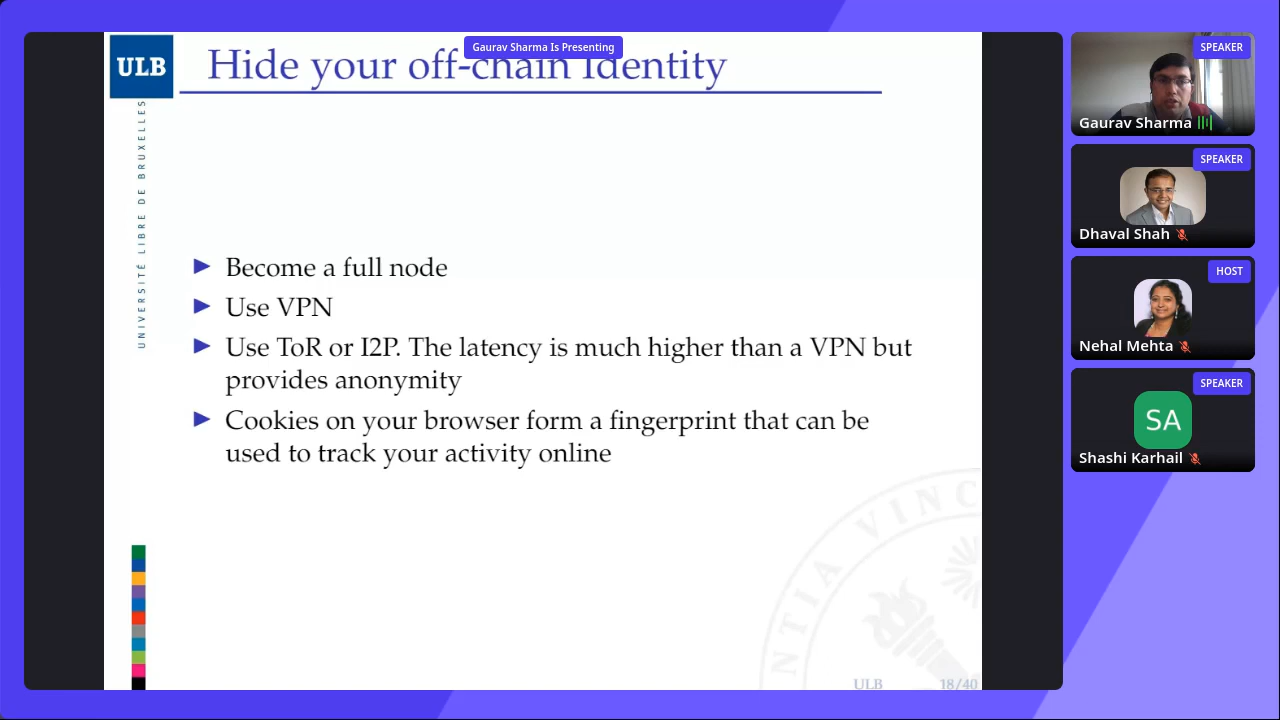 Gaurav Sharma Is Presenting
ULB
Hide your off-chain Identity
UNIVERSITÉ LIBRE DE BRUXELLES
Become a full node
Use VPN
Use ToR or I2P. The latency is much higher than a VPN but
provides anonymity
Cookies on your browser form a fingerprint that can be
used to track your activity online
NTIA VINC
ULB 18/40
SPEAKER
Gaurav Sharma
SPEAKER
Dhaval Shah
HOST
Nehal Mehta
SPEAKER
SA
Shashi Karhail